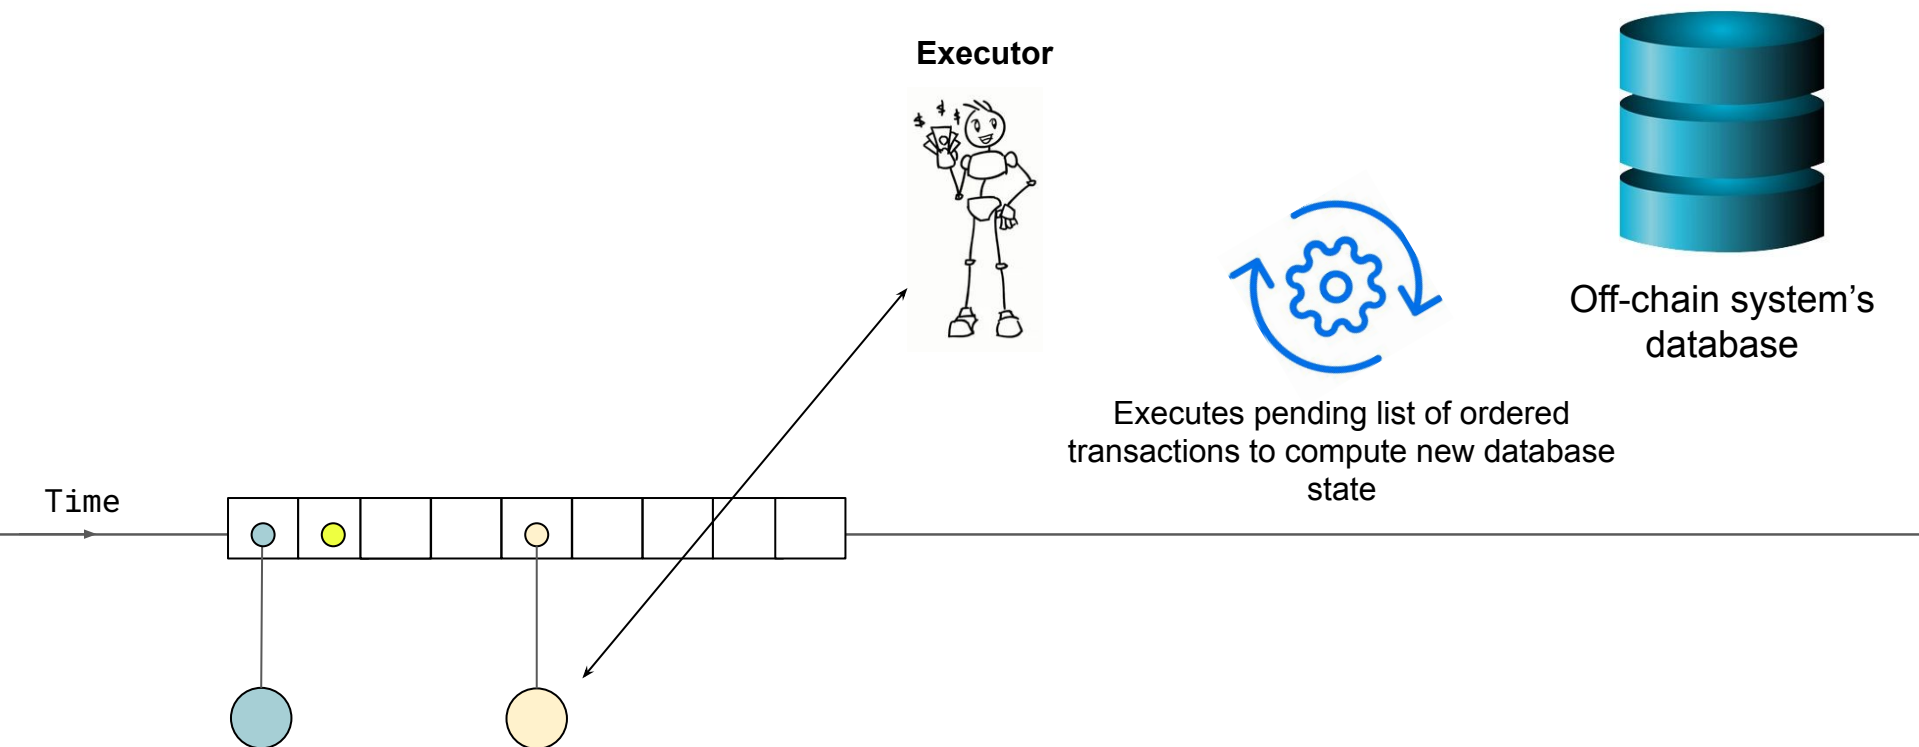 Executor
$ $ $
Off-chain system’s
database
Executes pending list of ordered
transactions to compute new database
state
Time